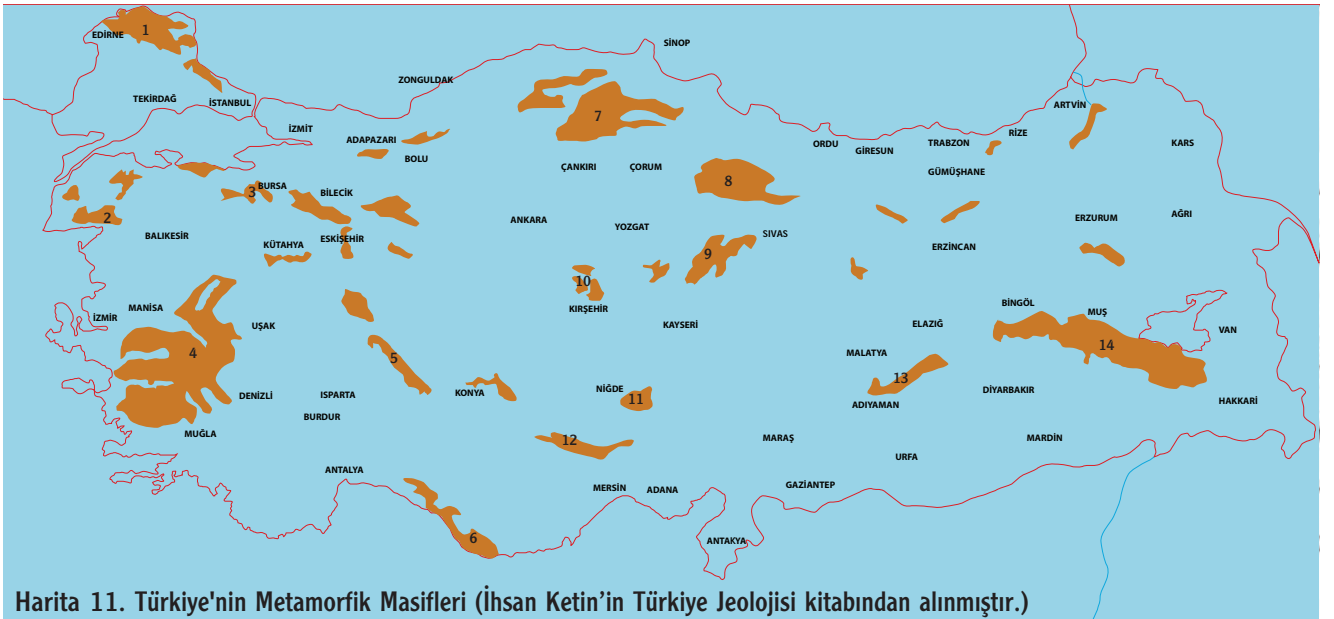 SİNOP
EDİRNE 1
ZONGULDAK
TEKİRDAĞ İSTANBUL
ARTVİN
7
İZMİT
ADAPAZARI
RİZE
ORDU GİRESUN TRABZON
KARS
BOLU
ÇANKIRI ÇORUM
GÜMÜŞHANE
8
3 BURSA BİLECİK
2
ANKARA
YOZGAT
ERZURUM AĞRI
BALIKESİR
ESKİŞEHİR
SIVAS
KÜTAHYA
ERZİNCAN
9
10
MANİSA
KIRŞEHİR
BİNGÖL
MUŞ
İZMİR
UŞAK
KAYSERİ
ELAZIĞ
VAN
4
5
MALATYA
14
13
DENİZLİ
ISPARTA
KONYA
NİĞDE
11
ADIYAMAN
DİYARBAKIR
HAKKARİ
BURDUR
MUĞLA
12
MARAŞ
MARDİN
URFA
ANTALYA
MERSİN ADANA
GAZİANTEP
6
ANTAKYA
Harita 11. Türkiye'nin Metamorfik Masifleri (İhsan Ketin’in Türkiye Jeolojisi kitabından alınmıştır.)